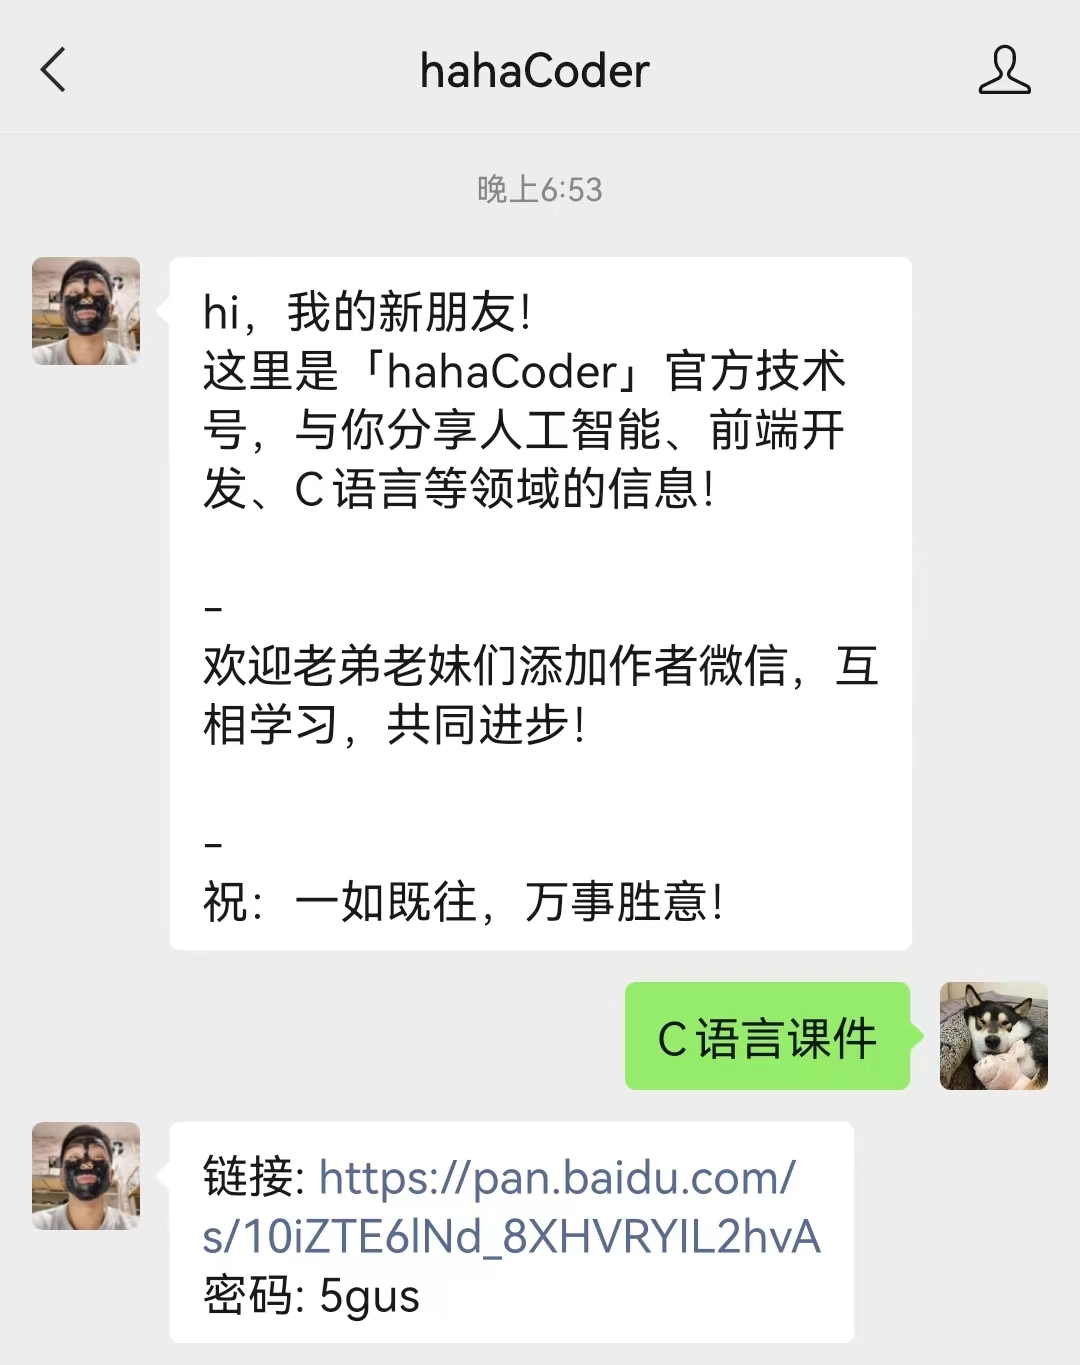 hahaCoder
晚上6:53
hi，我的新朋友！
这里是「hahaCoder」官方技术
号，与你分享人工智能、前端开
发、C语言等领域的信息！
-
欢迎老弟老妹们添加作者微信，互
相学习，共同进步！
-
祝：一如既往，万事胜意！
C语言课件
链接: https://pan.baidu.com/
s/10iZTE6lNd_8XHVRYIL2hvA
密码: 5gus